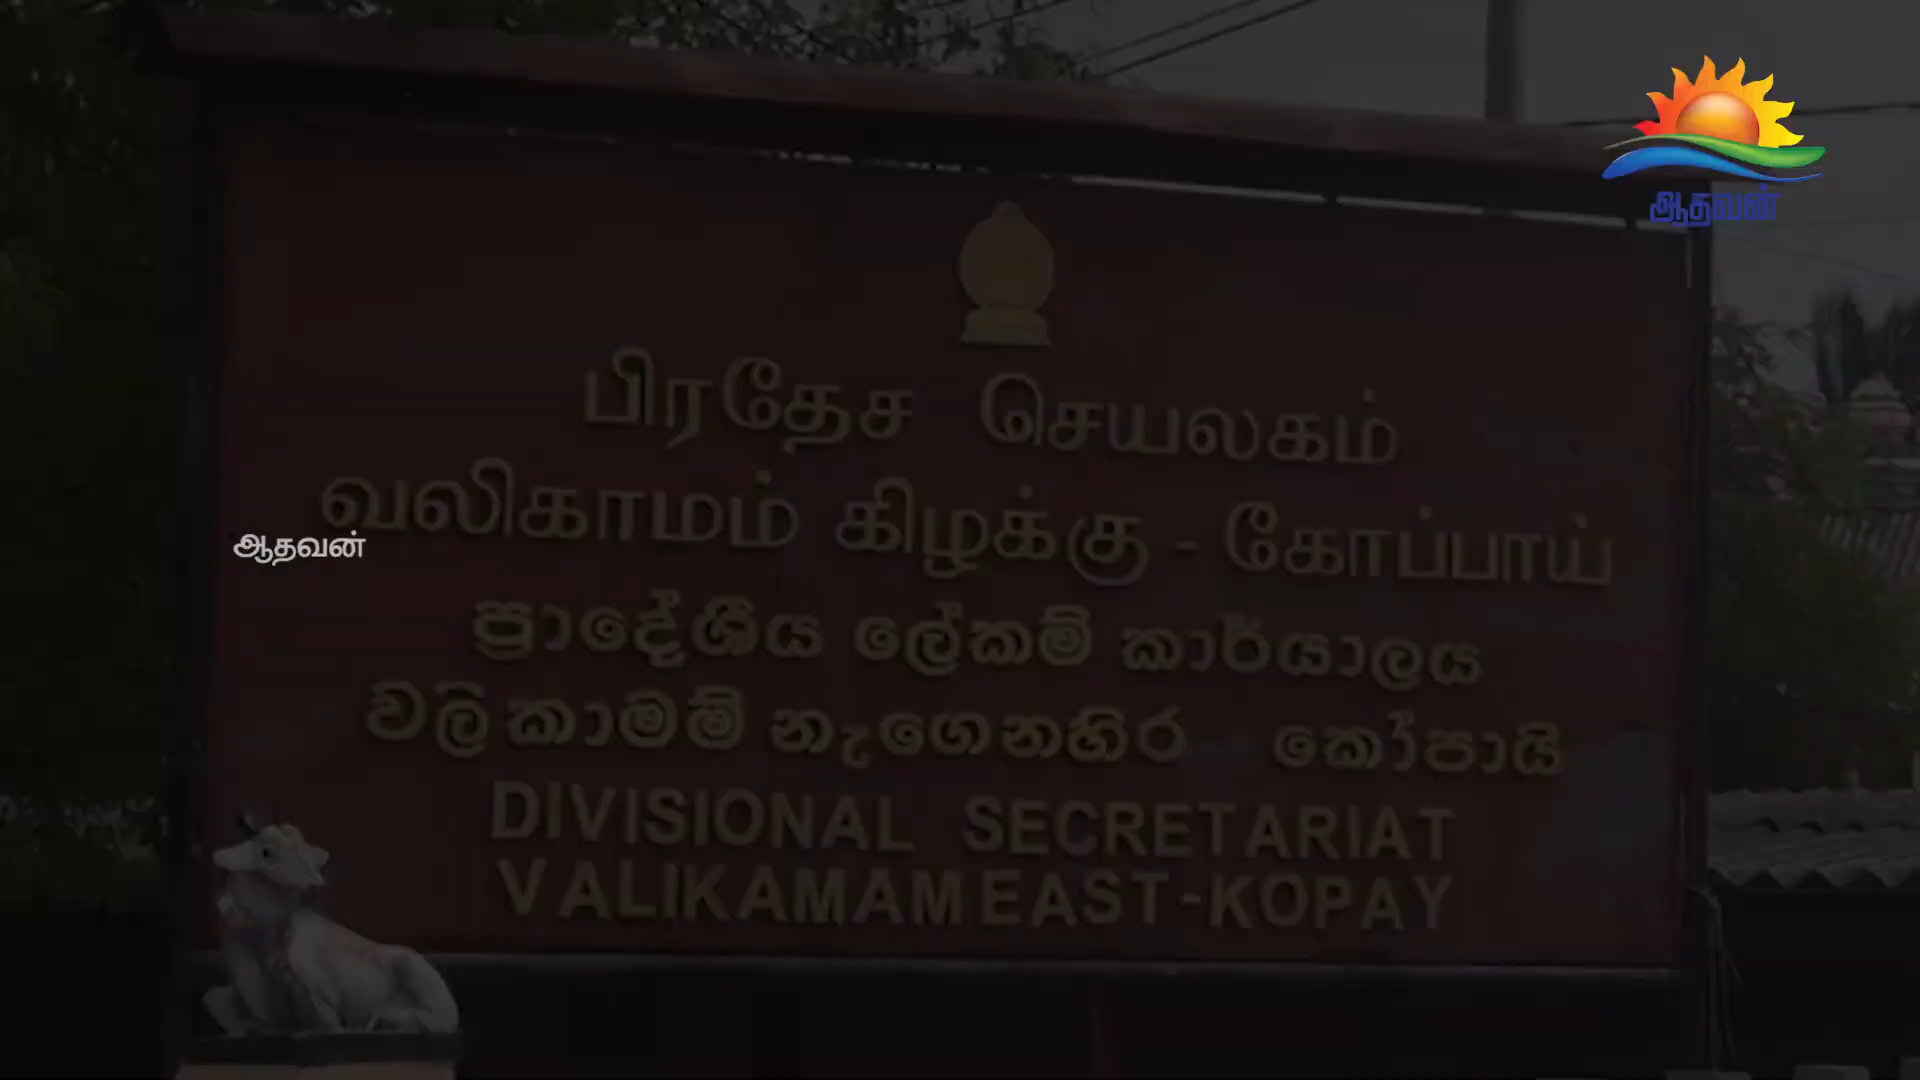 ஆதவன்
பிரதேச செயலகம்
வலிகாமம் கிழக்கு - கோப்பாய்
ஆதவன்
ප්‍රාදේශීය ලේකම් කාර්යාලය
වලිකාමම් නැගෙනහිර කෝපායි
DIVISIONAL SECRETARIAT
VALIKAMAM EAST-KOPAY